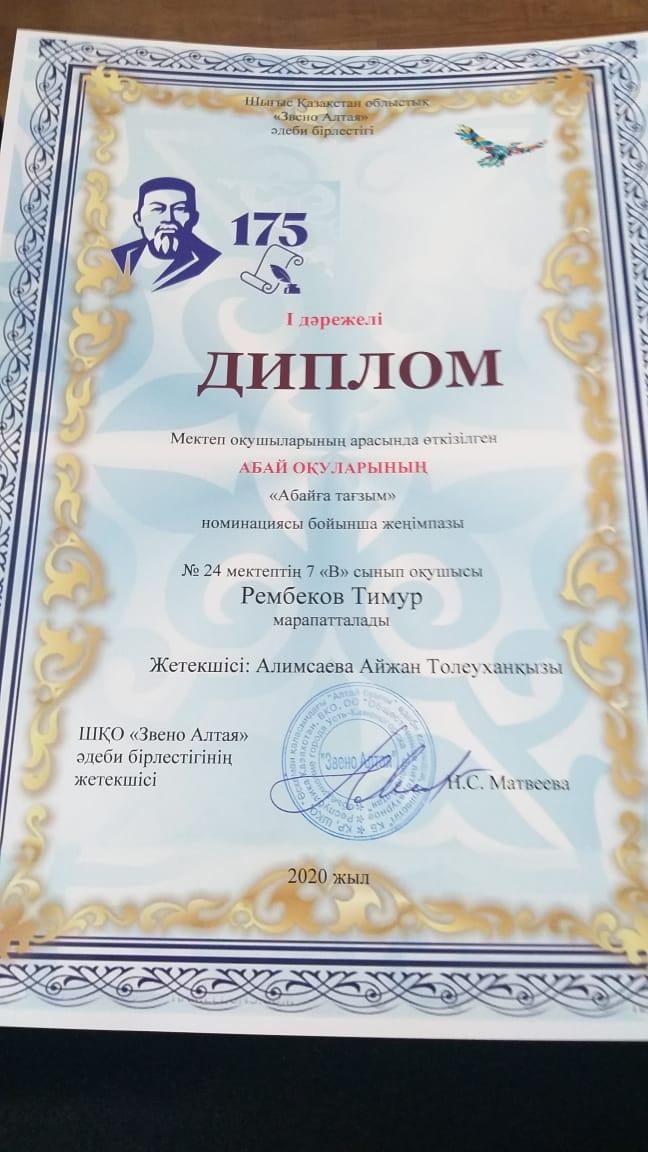 Шығыс Қазақстан облыстық
«Звено Алтая»
әдеби бірлестігі
175
І дәрежелі
ДИПЛОМ
Мектеп оқушыларының арасында өткізілген
АБАЙ ОҚУЛАРЫНЫҢ
«Абайға тағзым»
номинациясы бойынша жеңімпазы
№ 24 мектептің 7 «В» сынып оқушысы
Рембеков Тимур
марапатталады
Жетекшісі: Алимсаева Айжан Толеуханқызы
ШҚО «Звено Алтая»
әдеби бірлестігінің
жетекшісі
"Звено Алтая"
Н.С. Матвеева
2020 жыл